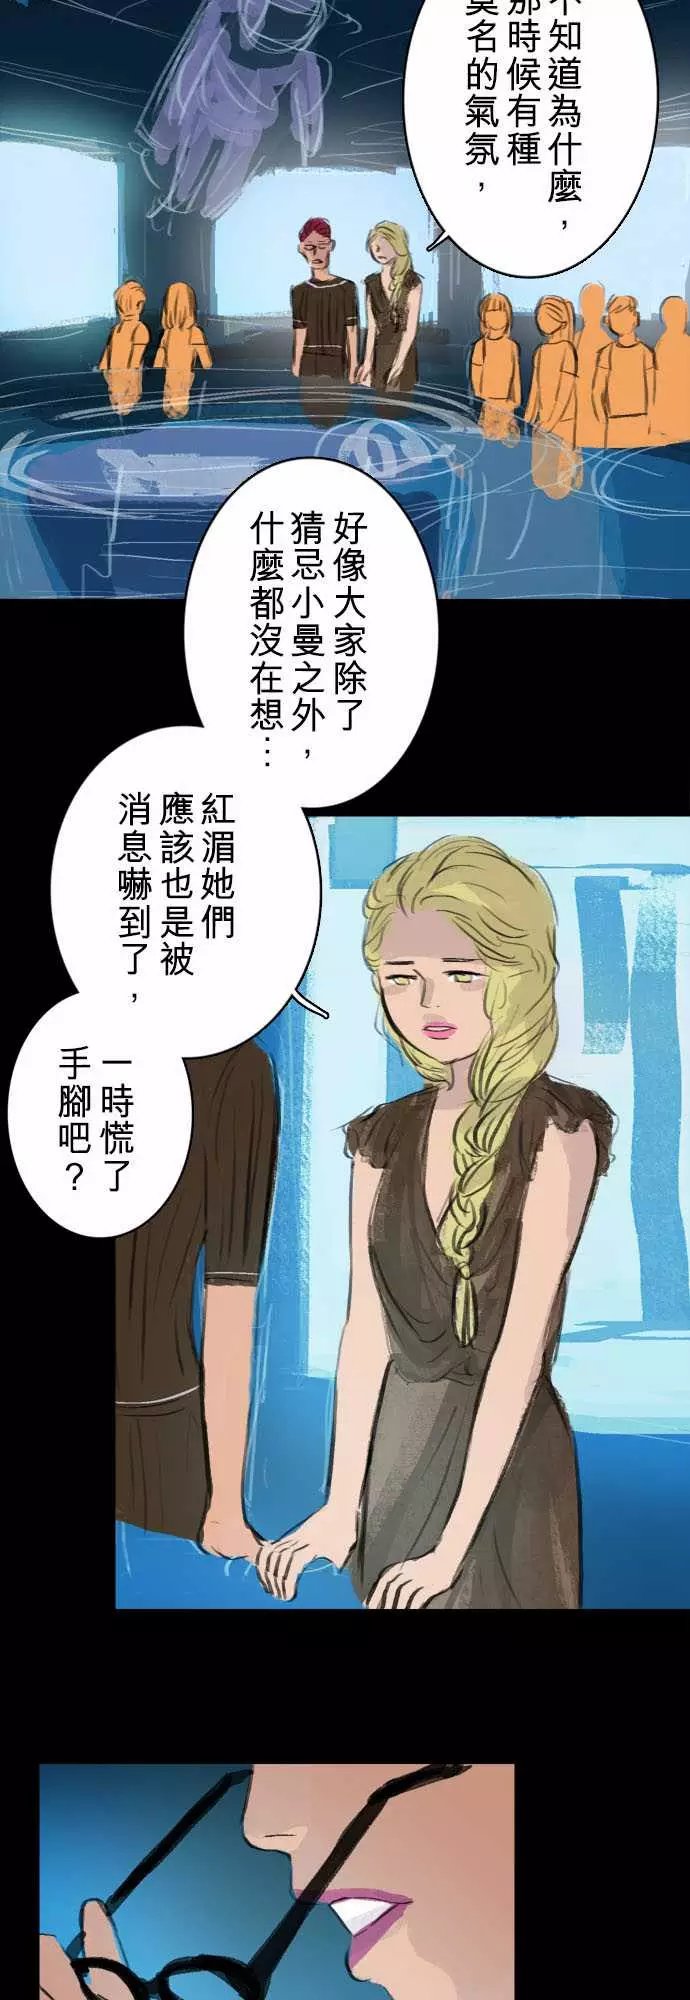 不知道為什麼，
那時候有種
莫名的氣氛，
好像大家除了
猜忌小曼之外，
什麼都沒在想…
紅湄她們
應該也是被
消息嚇到了，
一時慌了
手腳吧？